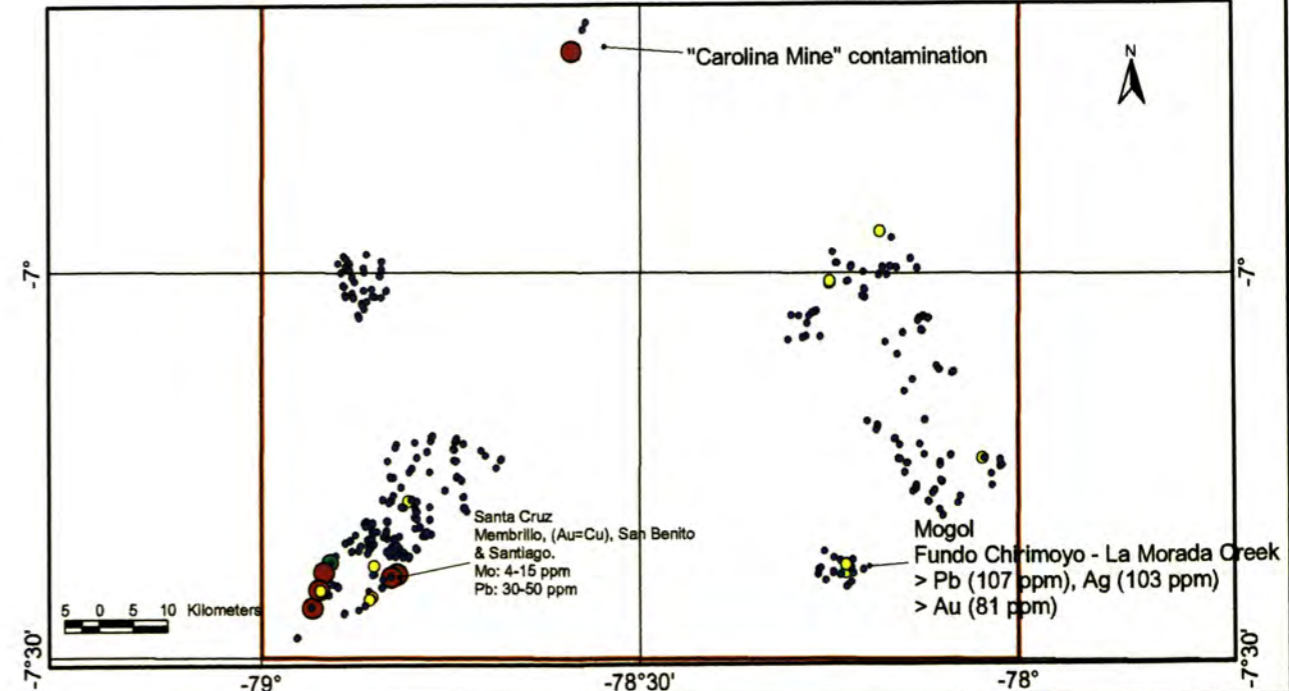 "Carolina Mine" contamination
N
-7°
-7°
Santa Cruz
Membrillo, (Au=Cu), San Benito
& Santiago.
Mo: 4-15 ppm
Pb: 30-50 ppm
Mogol
Fundo Chirimoyo - La Morada Creek
> Pb (107 ppm), Ag (103 ppm)
> Au (81 ppm)
5 0 5 10 Kilometers
-7°30'
-7°30'
-79°
-78°30'
-78°